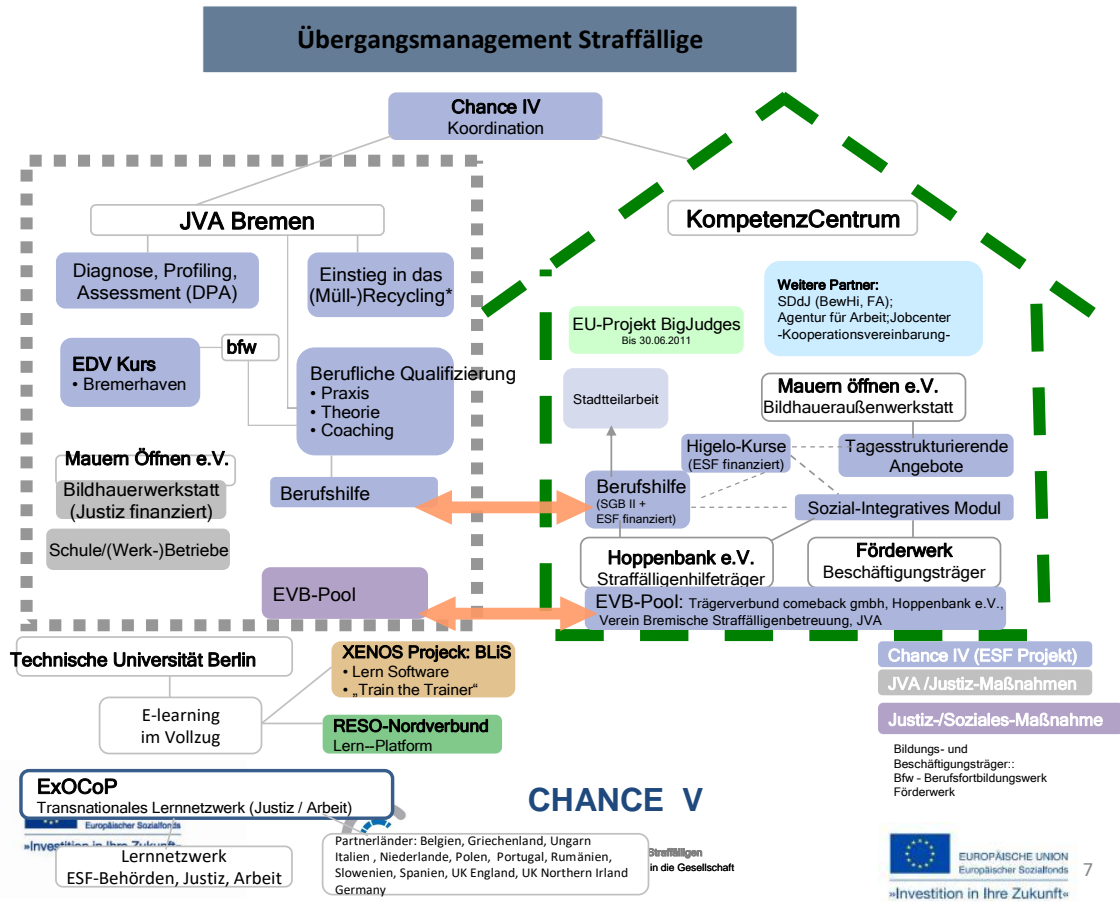 Übergangsmanagement Straffällige
Chance IV
Koordination
JVA Bremen
Diagnose, Profiling,
Assessment (DPA)
Einstieg in das
(Müll-)Recycling*
EDV Kurs
• Bremerhaven
bfw
Berufliche Qualifizierung
• Praxis
• Theorie
• Coaching
Mauern Öffnen e.V.
Bildhauerwerkstatt
(Justiz finanziert)
Berufshilfe
Schule/(Werk-)Betriebe
EVB-Pool
KompetenzCentrum
Weitere Partner:
SDdJ (BewHi, FA);
Agentur für Arbeit;Jobcenter
-Kooperationsvereinbarung-
EU-Projekt BigJudges
Bis 30.06.2011
Stadtteilarbeit
Mauern öffnen e.V.
Bildhaueraußenwerkstatt
Higelo-Kurse
(ESF finanziert)
Tagesstrukturierende
Angebote
Berufshilfe
(SGB II +
ESF finanziert)
Sozial-Integratives Modul
Hoppenbank e.V.
Straffälligenhilfeträger
Förderwerk
Beschäftigungsträger
EVB-Pool: Trägerverbund comeback gmbh, Hoppenbank e.V.,
Verein Bremische Straffälligenbetreuung, JVA
Technische Universität Berlin
E-learning
im Vollzug
XENOS Projeck: BLiS
• Lern Software
• „Train the Trainer“
RESO-Nordverbund
Lern--Platform
Chance IV (ESF Projekt)
JVA /Justiz-Maßnahmen
Justiz-/Soziales-Maßnahme
Bildungs- und
Beschäftigungsträger::
Bfw - Berufsfortbildungswerk
Förderwerk
ExOCoP
Transnationales Lernnetzwerk (Justiz / Arbeit)
Europäischer Sozialfonds
»Investition in Ihre Zukunft«
Lernnetzwerk
ESF-Behörden, Justiz, Arbeit
CHANCE V
Partnerländer: Belgien, Griechenland, Ungarn
Italien , Niederlande, Polen, Portugal, Rumänien,
Slowenien, Spanien, UK England, UK Northern Irland
Germany
Straffälligen
in die Gesellschaft
EUROPÄISCHE UNION
Europäischer Sozialfonds
»Investition in Ihre Zukunft«
7